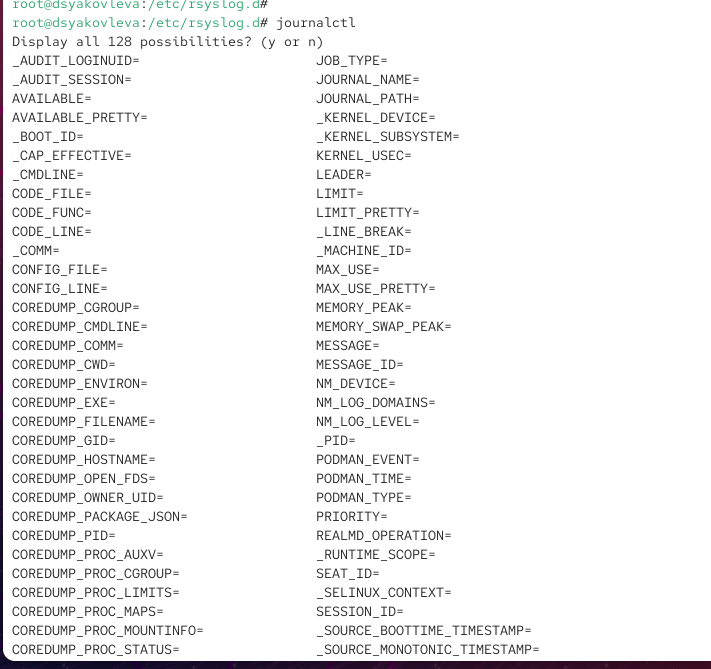 root@dsyakovleva:/etc/rsyslog.d#
root@dsyakovleva:/etc/rsyslog.d# journalctl
Display all 128 possibilities? (y or n)
_AUDIT_LOGINUID= JOB_TYPE=
_AUDIT_SESSION= JOURNAL_NAME=
AVAILABLE= JOURNAL_PATH=
AVAILABLE_PRETTY= _KERNEL_DEVICE=
_BOOT_ID= _KERNEL_SUBSYSTEM=
_CAP_EFFECTIVE= KERNEL_USEC=
_CMDLINE= LEADER=
CODE_FILE= LIMIT=
CODE_FUNC= LIMIT_PRETTY=
CODE_LINE= _LINE_BREAK=
_COMM= _MACHINE_ID=
CONFIG_FILE= MAX_USE=
CONFIG_LINE= MAX_USE_PRETTY=
COREDUMP_CGROUP= MEMORY_PEAK=
COREDUMP_CMDLINE= MEMORY_SWAP_PEAK=
COREDUMP_COMM= MESSAGE=
COREDUMP_CWD= MESSAGE_ID=
COREDUMP_ENVIRON= NM_DEVICE=
COREDUMP_EXE= NM_LOG_DOMAINS=
COREDUMP_FILENAME= NM_LOG_LEVEL=
COREDUMP_GID= _PID=
COREDUMP_HOSTNAME= PODMAN_EVENT=
COREDUMP_OPEN_FDS= PODMAN_TIME=
COREDUMP_OWNER_UID= PODMAN_TYPE=
COREDUMP_PACKAGE_JSON= PRIORITY=
COREDUMP_PID= REALMD_OPERATION=
COREDUMP_PROC_AUXV= _RUNTIME_SCOPE=
COREDUMP_PROC_CGROUP= SEAT_ID=
COREDUMP_PROC_LIMITS= _SELINUX_CONTEXT=
COREDUMP_PROC_MAPS= SESSION_ID=
COREDUMP_PROC_MOUNTINFO= _SOURCE_BOOTTIME_TIMESTAMP=
COREDUMP_PROC_STATUS= _SOURCE_MONOTONIC_TIMESTAMP=